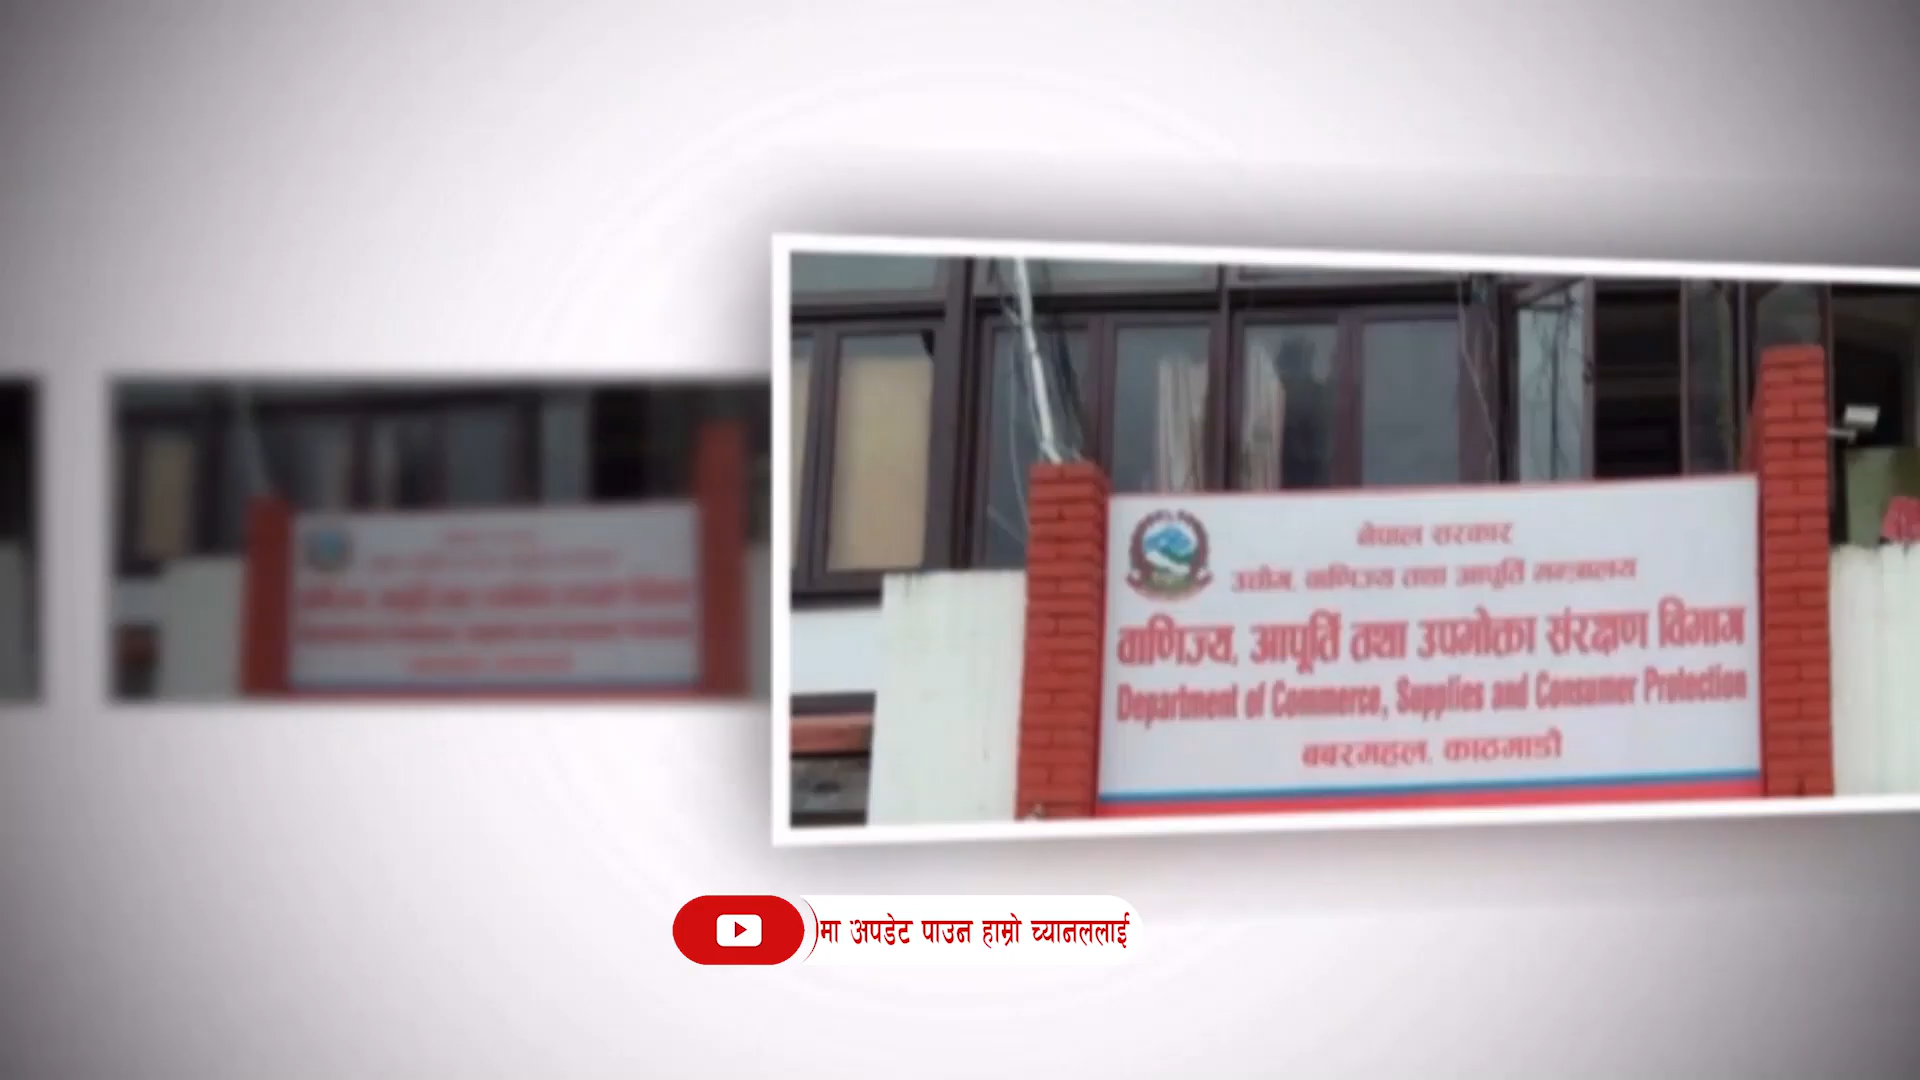 नेपाल सरकार
उद्योग, वाणिज्य तथा आपूर्ति मन्त्रालय
वाणिज्य, आपूर्ति तथा उपभोक्ता संरक्षण विभाग
Department of Commerce, Supplies and Consumer Protection
बबरमहल, काठमाडौं
मा अपडेट पाउन हाम्रो च्यानललाई